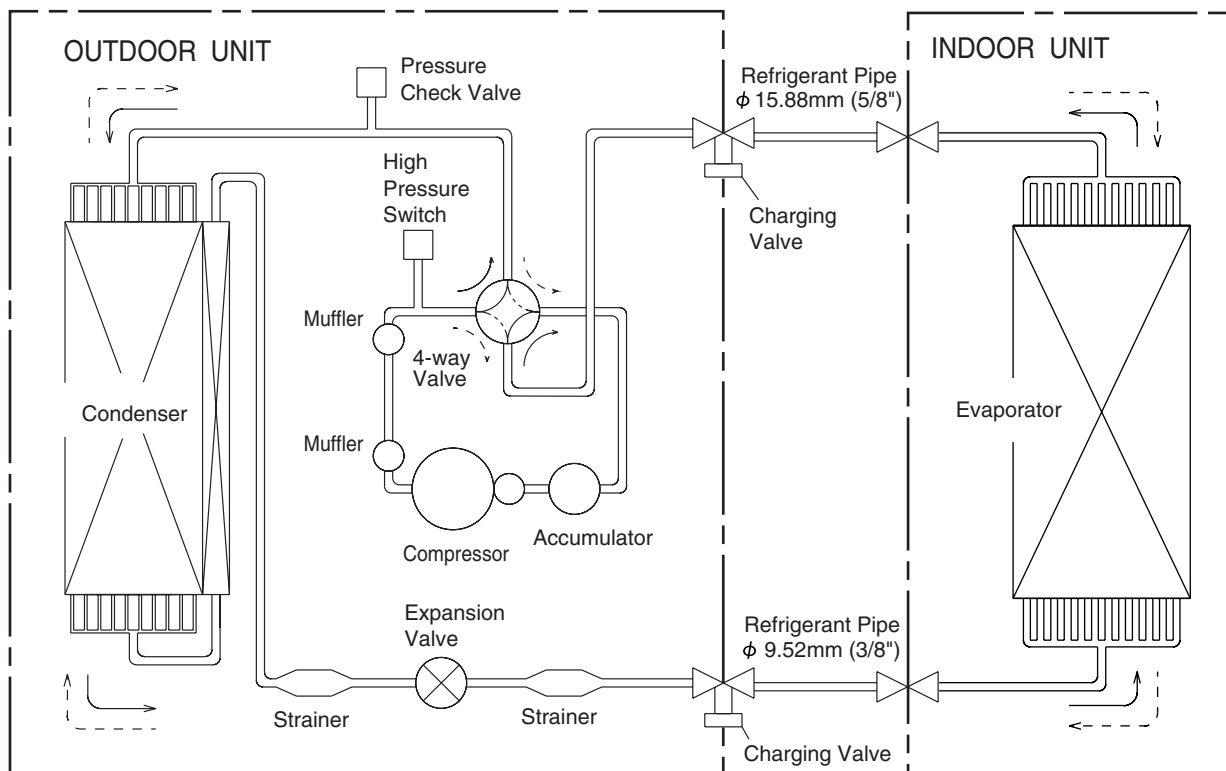 OUTDOOR UNIT
INDOOR UNIT
Pressure
Check Valve
Refrigerant Pipe
ϕ 15.88mm (5/8")
High
Pressure
Switch
Charging
Valve
Muffler
4-way
Valve
Condenser
Evaporator
Muffler
Compressor
Accumulator
Expansion
Valve
Refrigerant Pipe
ϕ 9.52mm (3/8")
Strainer
Strainer
Charging Valve